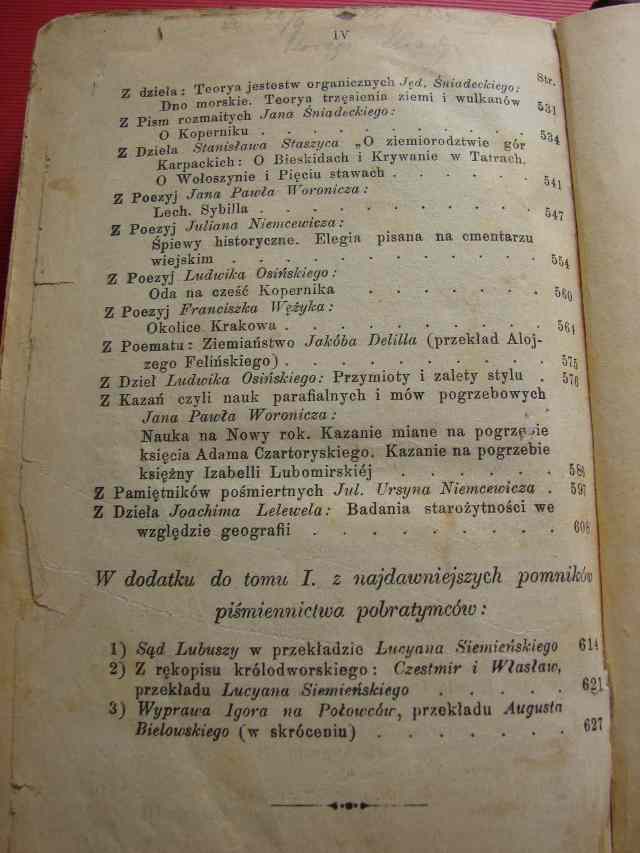 IV
Str.
Z dzieła: Teorya jestestw organicznych Jęd. Śniadeckiego:
Dno morskie. Teorya trzęsienia ziemi i wulkanów 531
Z Pism rozmaitych Jana Śniadeckiego:
O Koperniku . . . . . . . . . . 534
Z Dzieła Stanisława Staszyca „O ziemiorodztwie gór
Karpackich: O Bieskidach i Krywanie w Tatrach.
O Wołoszynie i Pięciu stawach . . . . . . 541
Z Poezyj Jana Pawła Woronicza:
Lech. Sybilla . . . . . . . . . . 547
Z Poezyj Juliana Niemcewicza:
Śpiewy historyczne. Elegia pisana na cmentarzu
wiejskim . . . . . . . . . . . 554
Z Poezyj Ludwika Osińskiego:
Oda na cześć Kopernika . . . . . . . 560
Z Poezyj Franciszka Wężyka:
Okolice Krakowa . . . . . . . . . . 564
Z Poematu: Ziemiaństwo Jakóba Delilla (przekład Aloj-
zego Felińskiego) . . . . . . . . . . 575
Z Dzieł Ludwika Osińskiego: Przymioty i zalety stylu . 576
Z Kazań czyli nauk parafialnych i mów pogrzebowych
Jana Pawła Woronicza:
Nauka na Nowy rok. Kazanie miane na pogrzebie
księcia Adama Czartoryskiego. Kazanie na pogrzebie
księżny Izabelli Lubomirskiéj . . . . . . 586
Z Pamiętników pośmiertnych Jul. Ursyna Niemcewicza . 597
Z Dzieła Joachima Lelewela: Badania starożytności we
względzie geografii . . . . . . . . . 608
W dodatku do tomu I. z najdawniejszych pomników
piśmiennictwa pobratymców:
1) Sąd Lubuszy w przekładzie Lucyana Siemieńskiego 614
2) Z rękopisu królodworskiego: Czestmir i Własław,
przekładu Lucyana Siemieńskiego . . . . . 621
3) Wyprawa Igora na Połowców, przekładu Augusta
Bielowskiego (w skróceniu) . . . . . . . 627